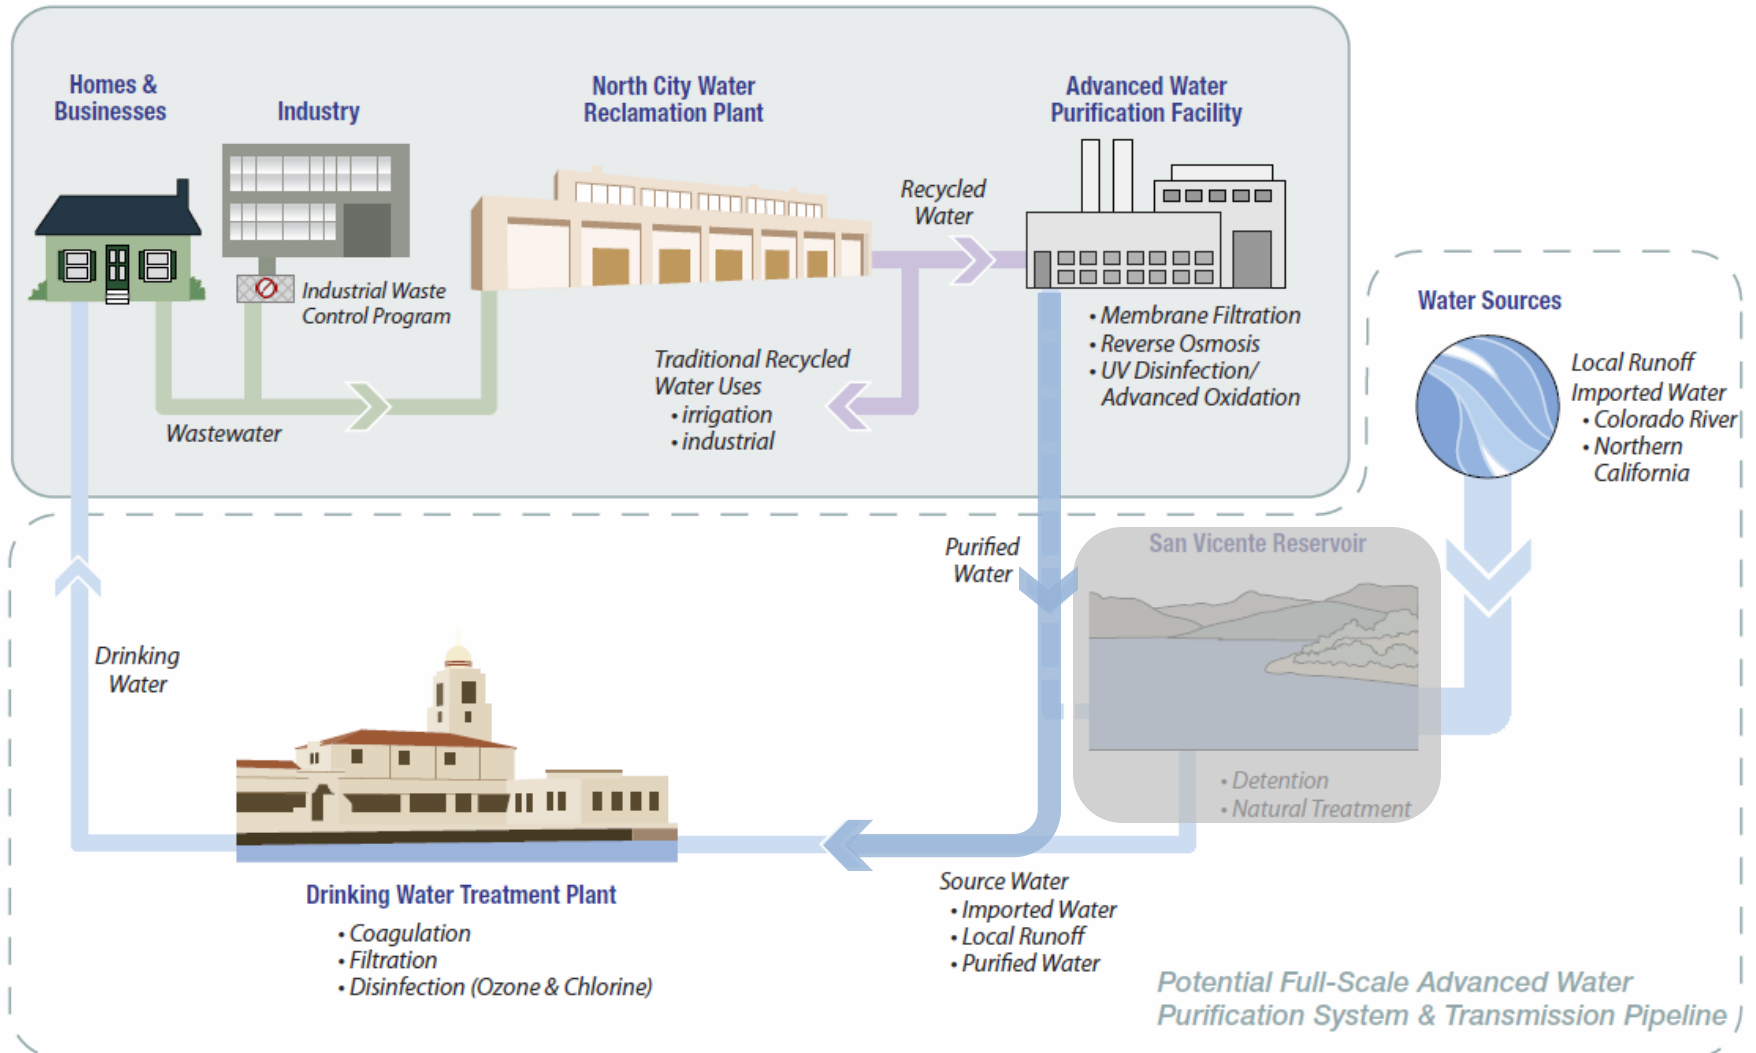 Homes &
Businesses
Industry
North City Water
Reclamation Plant
Advanced Water
Purification Facility
Recycled
Water
Industrial Waste
Control Program
Wastewater
Traditional Recycled
Water Uses
• irrigation
• industrial
• Membrane Filtration
• Reverse Osmosis
• UV Disinfection/
Advanced Oxidation
Water Sources
Local Runoff
Imported Water
• Colorado River
• Northern
California
Purified
Water
San Vicente Reservoir
• Detention
• Natural Treatment
Drinking
Water
Drinking Water Treatment Plant
• Coagulation
• Filtration
• Disinfection (Ozone & Chlorine)
Source Water
• Imported Water
• Local Runoff
• Purified Water
Potential Full-Scale Advanced Water
Purification System & Transmission Pipeline